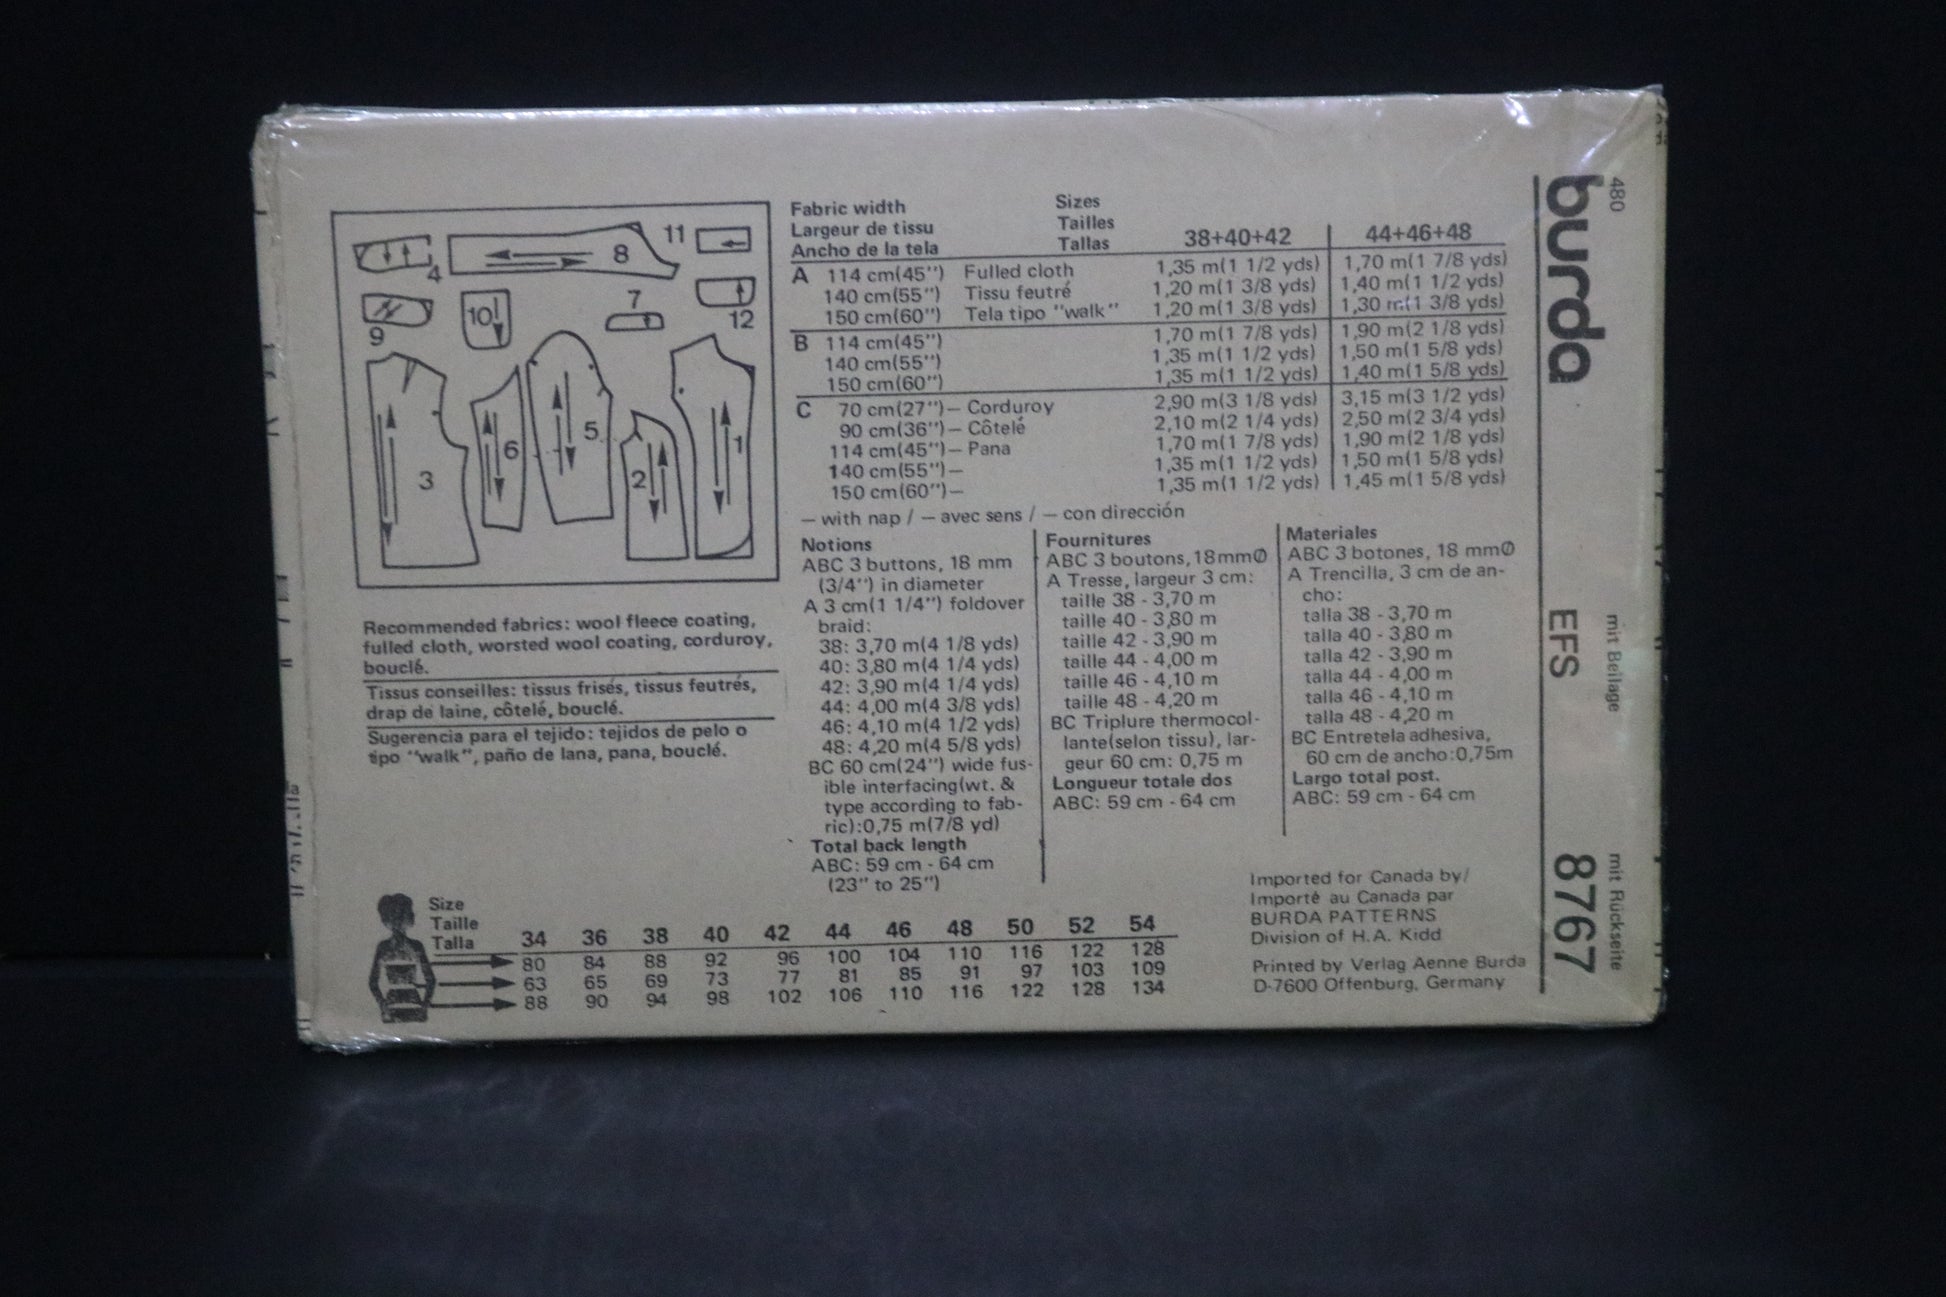 4
8
11
9
10
7
12
3
6
5
2
1
Recommended fabrics: wool fleece coating,
fulled cloth, worsted wool coating, corduroy,
bouclé.
Tissus conseilles: tissus frisés, tissus feutrés,
drap de laine, côtelé, bouclé.
Sugerencia para el tejido: tejidos de pelo o
tipo "walk", paño de lana, pana, bouclé.
Fabric width Sizes
Largeur de tissu Tailles
Ancho de la tela Tallas 38+40+42 44+46+48
A 114 cm(45") Fulled cloth 1,35 m(1 1/2 yds) 1,70 m(1 7/8 yds)
140 cm(55") Tissu feutré 1,20 m(1 3/8 yds) 1,40 m(1 1/2 yds)
150 cm(60") Tela tipo "walk" 1,20 m(1 3/8 yds) 1,30 m(1 3/8 yds)
B 114 cm(45") 1,70 m(1 7/8 yds) 1,90 m(2 1/8 yds)
140 cm(55") 1,35 m(1 1/2 yds) 1,50 m(1 5/8 yds)
150 cm(60") 1,35 m(1 1/2 yds) 1,40 m(1 5/8 yds)
C 70 cm(27")— Corduroy 2,90 m(3 1/8 yds) 3,15 m(3 1/2 yds)
90 cm(36")— Côtelé 2,10 m(2 1/4 yds) 2,50 m(2 3/4 yds)
114 cm(45")— Pana 1,70 m(1 7/8 yds) 1,90 m(2 1/8 yds)
140 cm(55")— 1,35 m(1 1/2 yds) 1,50 m(1 5/8 yds)
150 cm(60")— 1,35 m(1 1/2 yds) 1,45 m(1 5/8 yds)
— with nap / — avec sens / — con dirección
Notions
ABC 3 buttons, 18 mm
(3/4") in diameter
A 3 cm(1 1/4") foldover
braid:
38: 3,70 m(4 1/8 yds)
40: 3,80 m(4 1/4 yds)
42: 3,90 m(4 1/4 yds)
44: 4,00 m(4 3/8 yds)
46: 4,10 m(4 1/2 yds)
48: 4,20 m(4 5/8 yds)
BC 60 cm(24") wide fus-
ible interfacing(wt. &
type according to fab-
ric):0,75 m(7/8 yd)
Total back length
ABC: 59 cm - 64 cm
(23" to 25")
Fournitures
ABC 3 boutons, 18mmØ
A Tresse, largeur 3 cm:
taille 38 - 3,70 m
taille 40 - 3,80 m
taille 42 - 3,90 m
taille 44 - 4,00 m
taille 46 - 4,10 m
taille 48 - 4,20 m
BC Triplure thermocol-
lante(selon tissu), lar-
geur 60 cm: 0,75 m
Longueur totale dos
ABC: 59 cm - 64 cm
Materiales
ABC 3 botones, 18 mmØ
A Trencilla, 3 cm de an-
cho:
talla 38 - 3,70 m
talla 40 - 3,80 m
talla 42 - 3,90 m
talla 44 - 4,00 m
talla 46 - 4,10 m
talla 48 - 4,20 m
BC Entretela adhesiva,
60 cm de ancho:0,75m
Largo total post.
ABC: 59 cm - 64 cm
Size
Taille
Talla 34 36 38 40 42 44 46 48 50 52 54
80 84 88 92 96 100 104 110 116 122 128
63 65 69 73 77 81 85 91 97 103 109
88 90 94 98 102 106 110 116 122 128 134
Imported for Canada by/
Importé au Canada par
BURDA PATTERNS
Division of H.A. Kidd
Printed by Verlag Aenne Burda
D-7600 Offenburg, Germany
burda EFS 8767
480 mit Beilage mit Rückseite